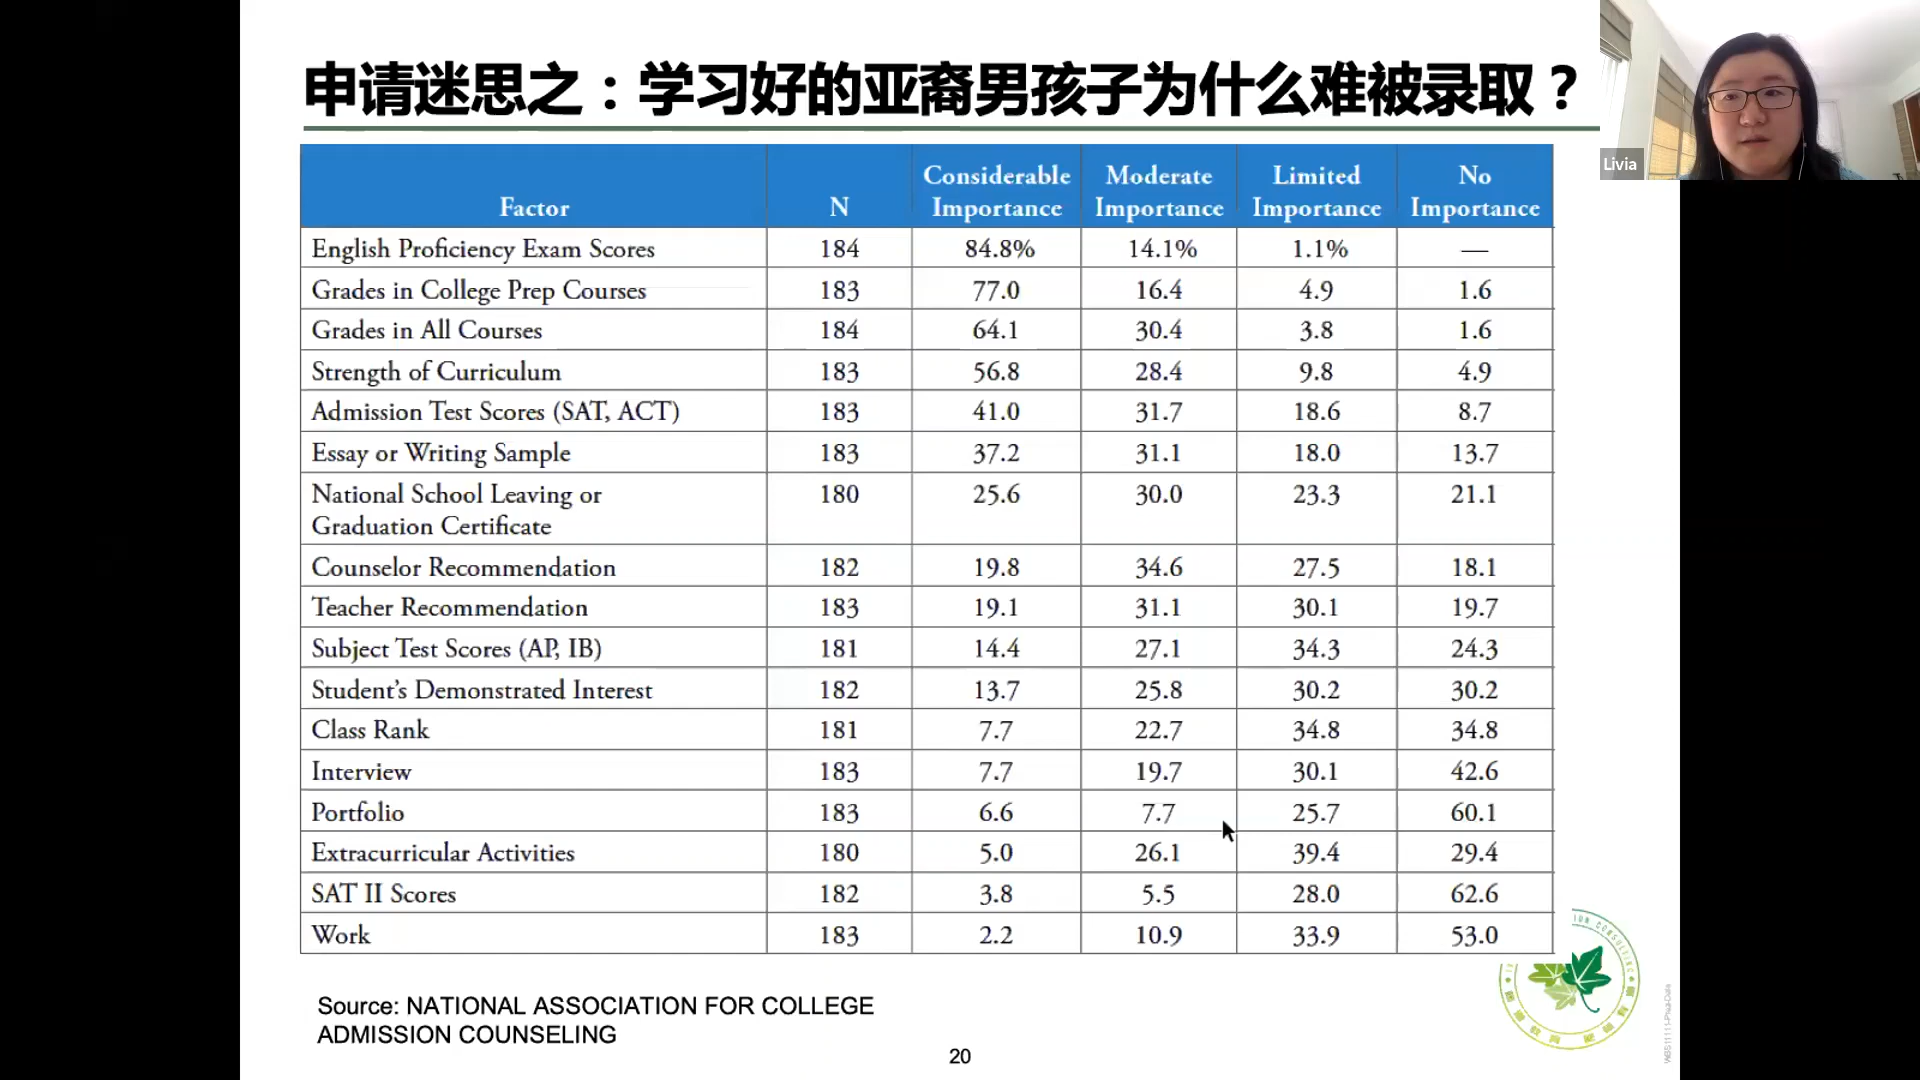 申请迷思之：学习好的亚裔男孩子为什么难被录取？
Livia
Factor N Considerable Importance Moderate Importance Limited Importance No Importance
English Proficiency Exam Scores 184 84.8% 14.1% 1.1% —
Grades in College Prep Courses 183 77.0 16.4 4.9 1.6
Grades in All Courses 184 64.1 30.4 3.8 1.6
Strength of Curriculum 183 56.8 28.4 9.8 4.9
Admission Test Scores (SAT, ACT) 183 41.0 31.7 18.6 8.7
Essay or Writing Sample 183 37.2 31.1 18.0 13.7
National School Leaving or Graduation Certificate 180 25.6 30.0 23.3 21.1
Counselor Recommendation 182 19.8 34.6 27.5 18.1
Teacher Recommendation 183 19.1 31.1 30.1 19.7
Subject Test Scores (AP, IB) 181 14.4 27.1 34.3 24.3
Student’s Demonstrated Interest 182 13.7 25.8 30.2 30.2
Class Rank 181 7.7 22.7 34.8 34.8
Interview 183 7.7 19.7 30.1 42.6
Portfolio 183 6.6 7.7 25.7 60.1
Extracurricular Activities 180 5.0 26.1 39.4 29.4
SAT II Scores 182 3.8 5.5 28.0 62.6
Work 183 2.2 10.9 33.9 53.0
Source: NATIONAL ASSOCIATION FOR COLLEGE
ADMISSION COUNSELING
20